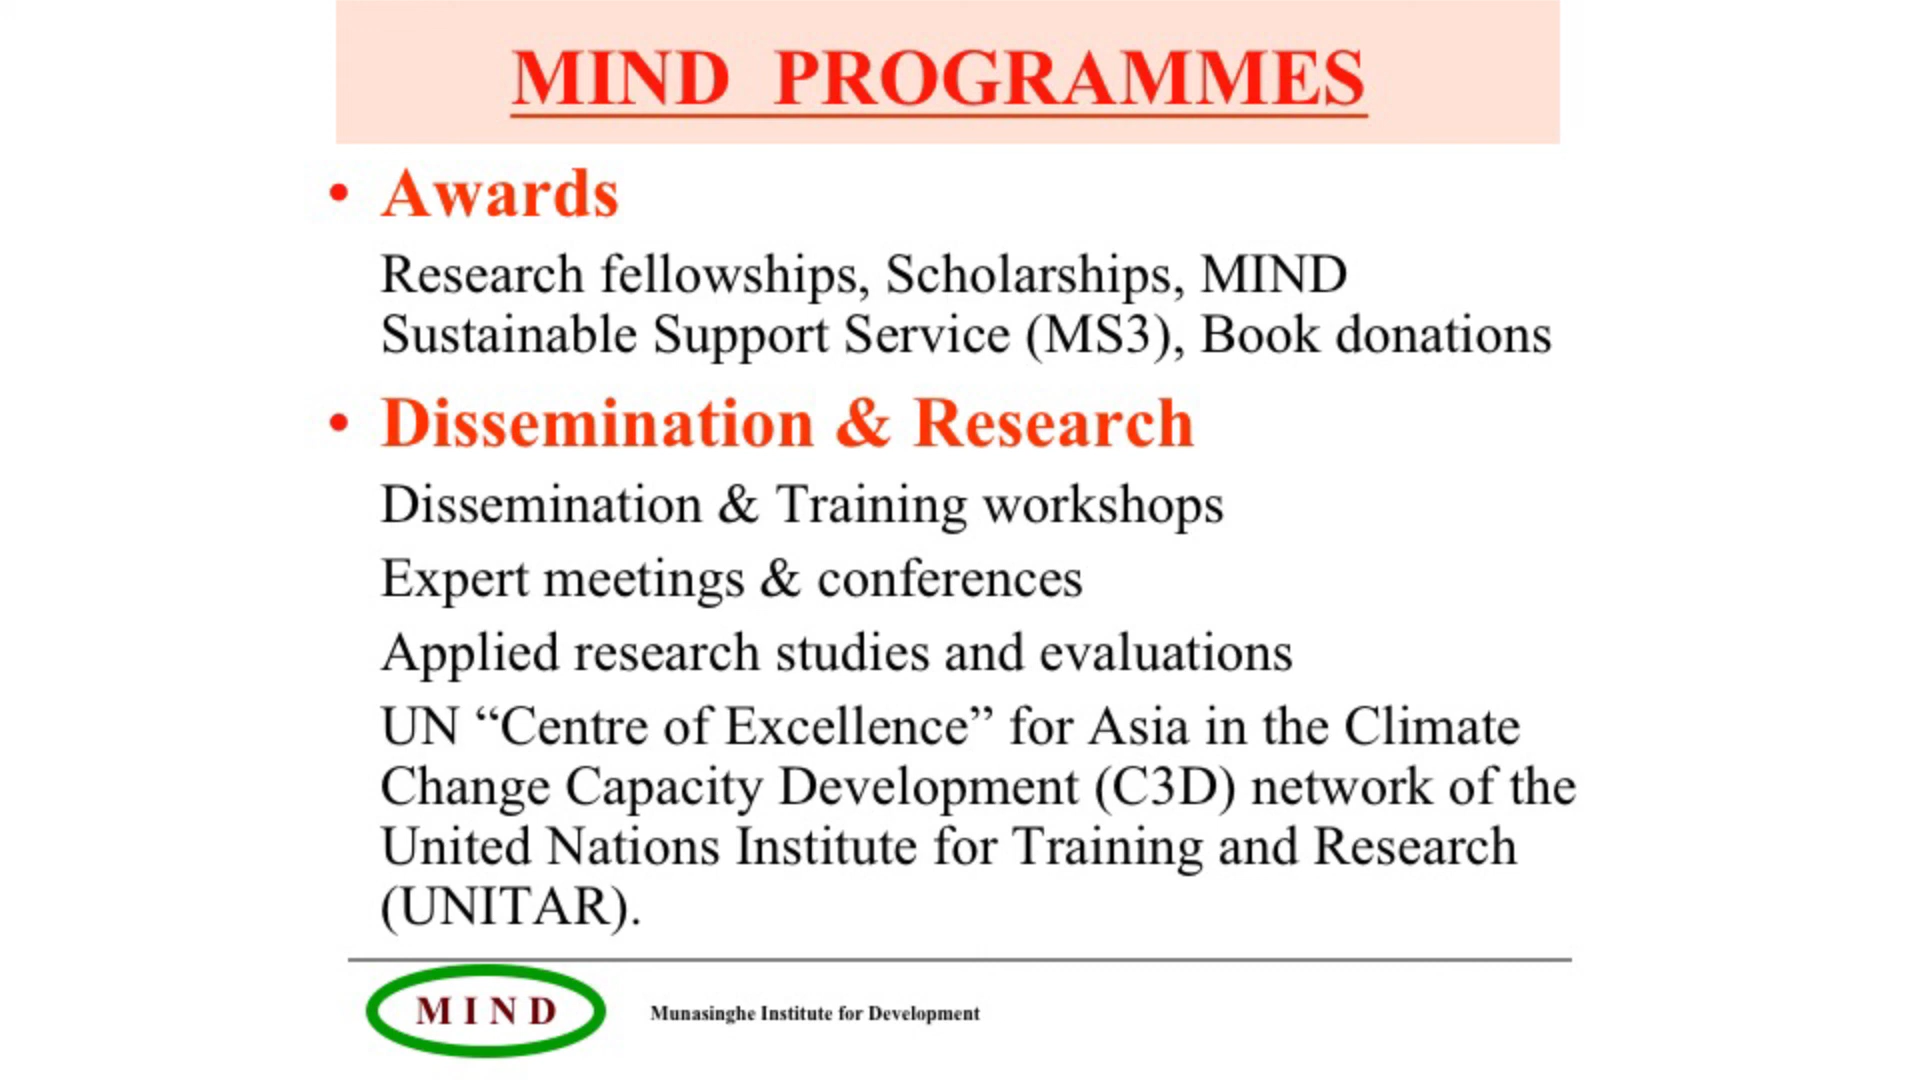 MIND PROGRAMMES
• Awards
Research fellowships, Scholarships, MIND
Sustainable Support Service (MS3), Book donations
• Dissemination & Research
Dissemination & Training workshops
Expert meetings & conferences
Applied research studies and evaluations
UN “Centre of Excellence” for Asia in the Climate
Change Capacity Development (C3D) network of the
United Nations Institute for Training and Research
(UNITAR).
M I N D
Munasinghe Institute for Development